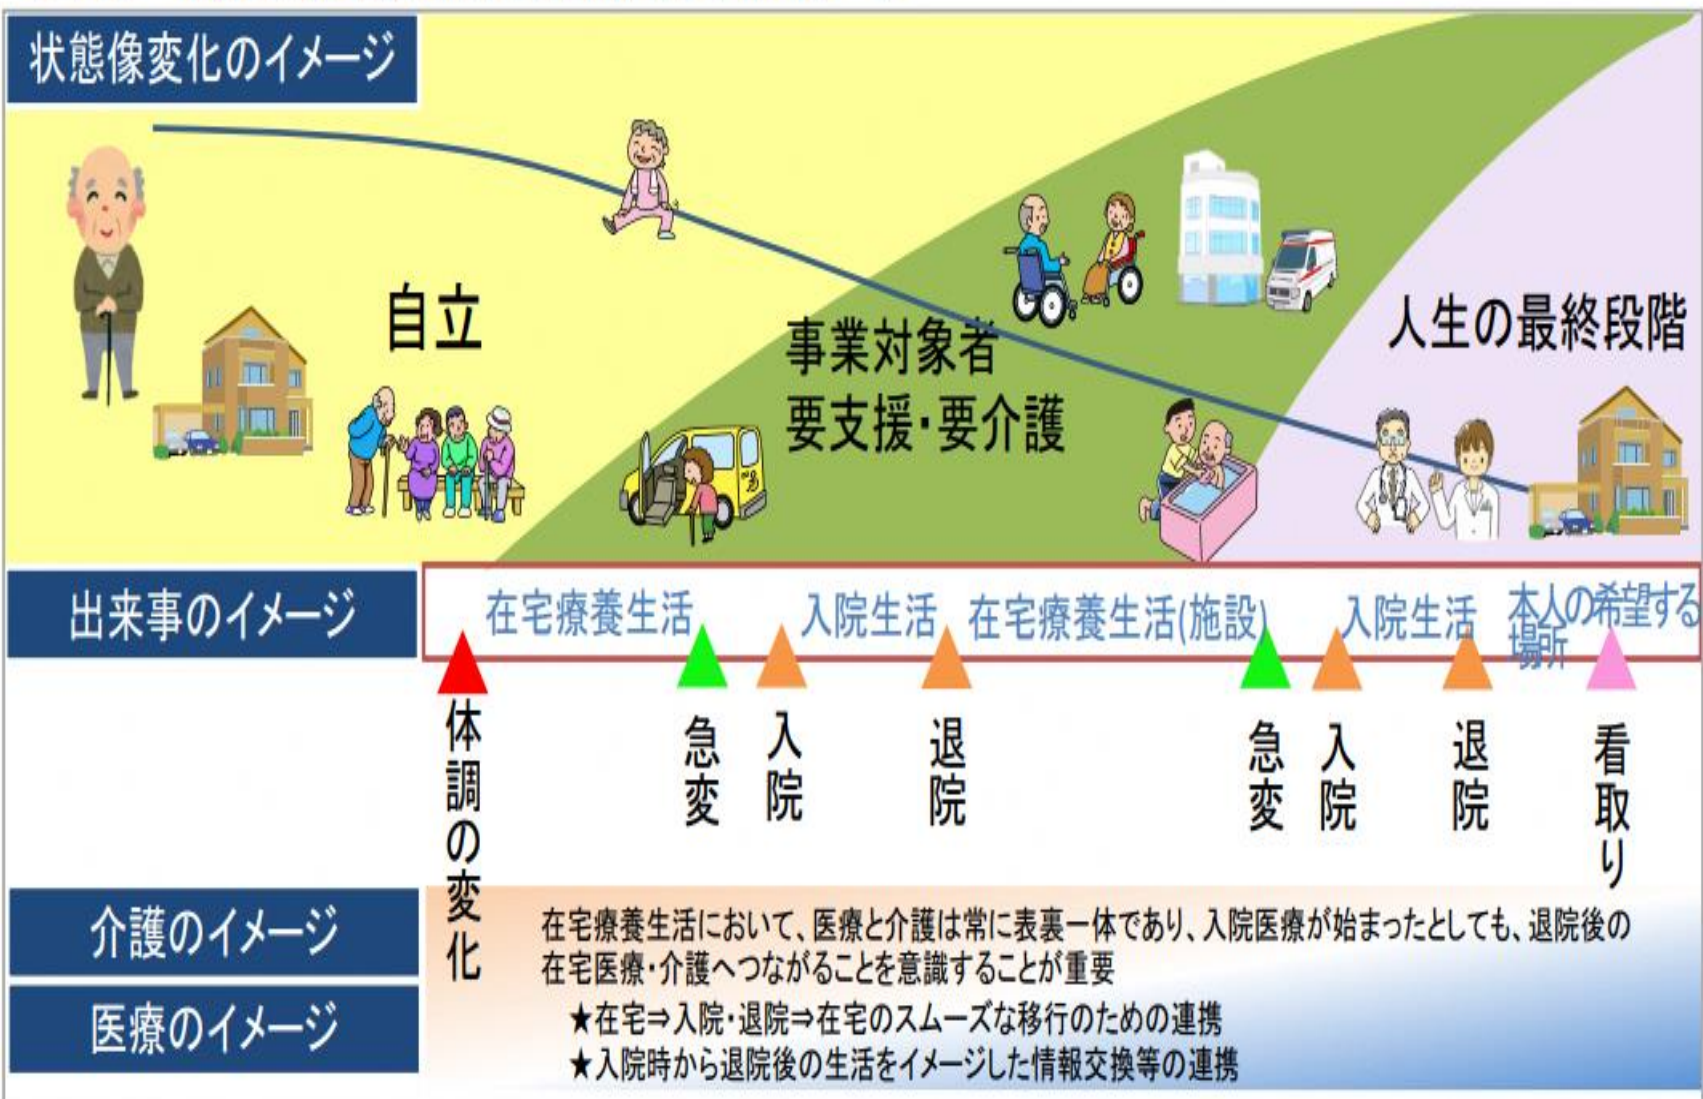 状態像変化のイメージ
自立
事業対象者
要支援・要介護
人生の最終段階
出来事のイメージ
在宅療養生活
入院生活
在宅療養生活(施設)
入院生活
本人の希望する
場所
体調の変化
急変
入院
退院
急変
入院
退院
看取り
介護のイメージ
医療のイメージ
在宅療養生活において、医療と介護は常に表裏一体であり、入院医療が始まったとしても、退院後の
在宅医療・介護へつながることを意識することが重要
★在宅⇒入院・退院⇒在宅のスムーズな移行のための連携
★入院時から退院後の生活をイメージした情報交換等の連携